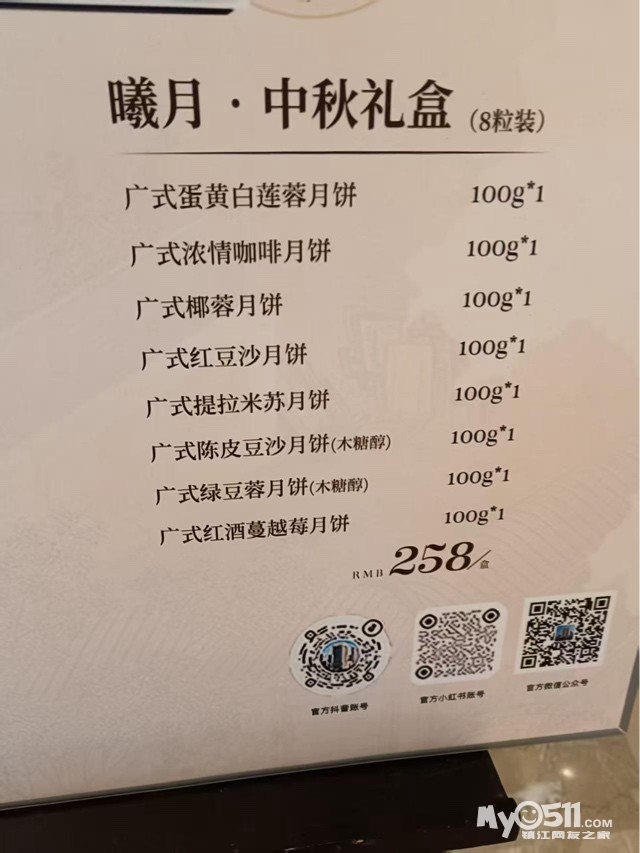 曦月·中秋礼盒(8粒装)
广式蛋黄白莲蓉月饼 100g*1
广式浓情咖啡月饼 100g*1
广式椰蓉月饼 100g*1
广式红豆沙月饼 100g*1
广式提拉米苏月饼 100g*1
广式陈皮豆沙月饼(木糖醇) 100g*1
广式绿豆蓉月饼(木糖醇) 100g*1
广式红酒蔓越莓月饼 100g*1
RMB 258/盒
官方抖音账号
官方小红书账号
官方微信公众号
My0511.com
镇江网友之家